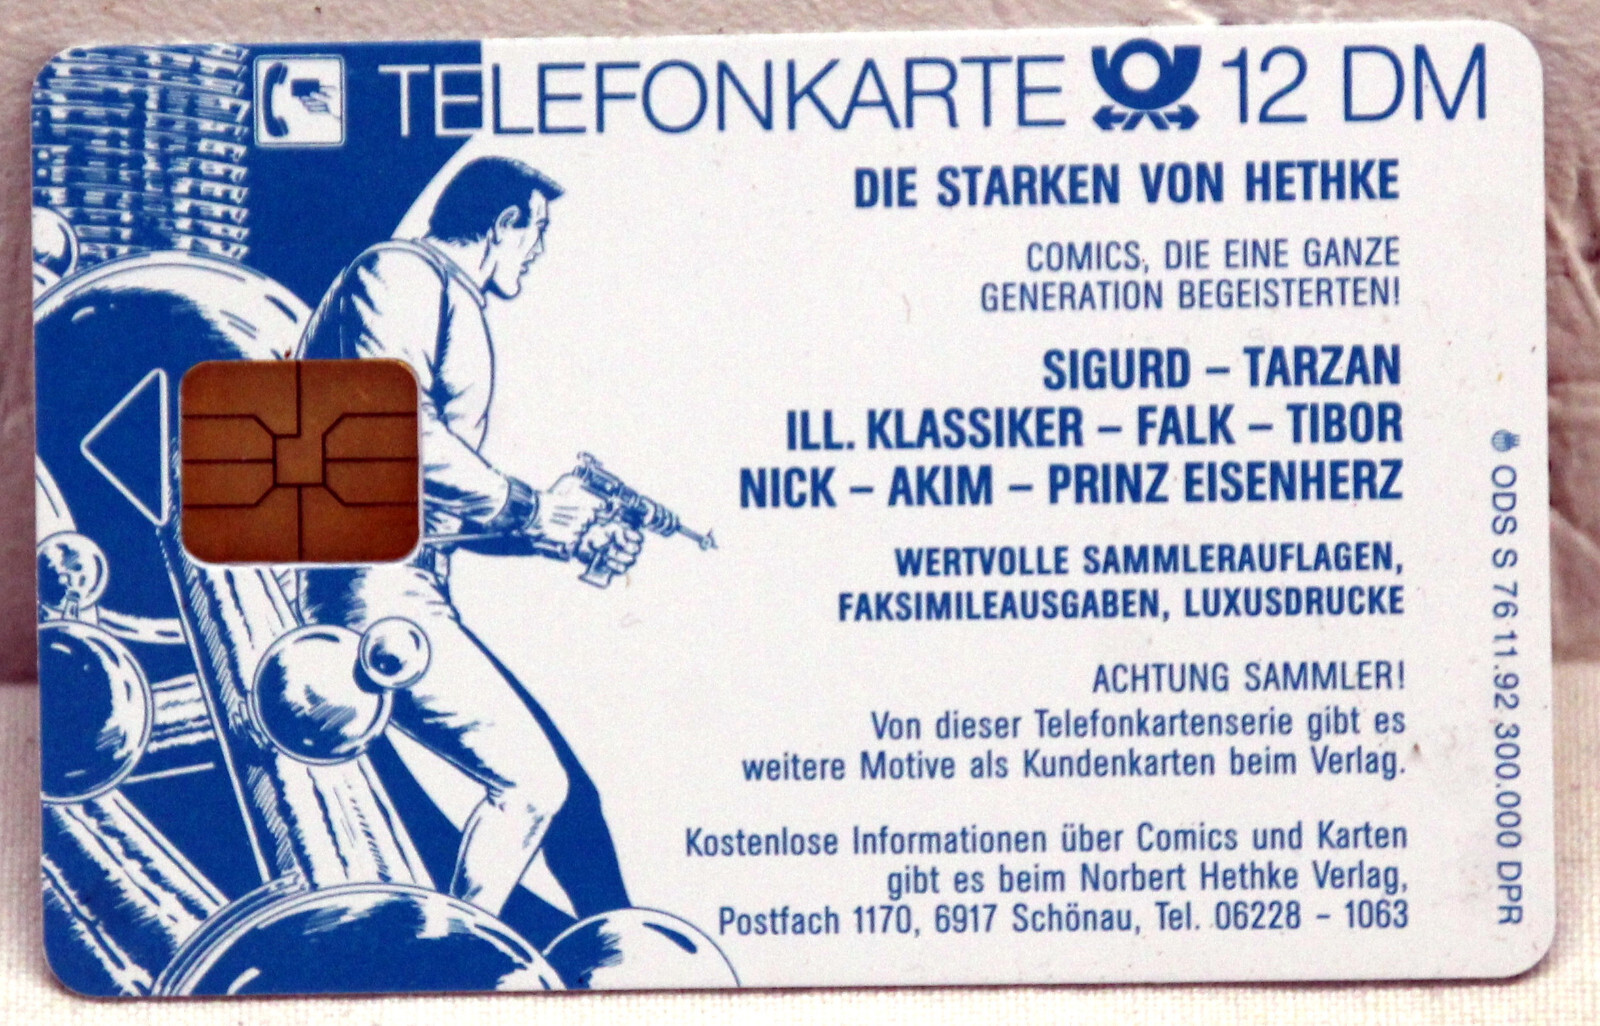 TELEFONKARTE 12 DM
DIE STARKEN VON HETHKE
COMICS, DIE EINE GANZE
GENERATION BEGEISTERTEN!
SIGURD – TARZAN
ILL. KLASSIKER – FALK – TIBOR
NICK – AKIM – PRINZ EISENHERZ
WERTVOLLE SAMMLERAUFLAGEN,
FAKSIMILEAUSGABEN, LUXUSDRUCKE
ACHTUNG SAMMLER!
Von dieser Telefonkartenserie gibt es
weitere Motive als Kundenkarten beim Verlag.
Kostenlose Informationen über Comics und Karten
gibt es beim Norbert Hethke Verlag,
Postfach 1170, 6917 Schönau, Tel. 06228 – 1063
ODS S 76 11.92 300.000 DPR